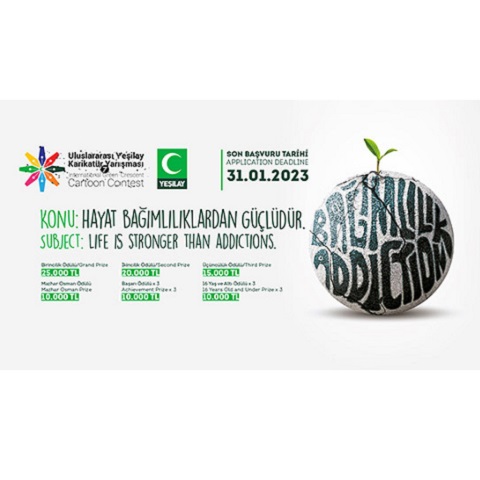 Uluslararası Yeşilay
Karikatür Yarışması
7
International Green Crescent
Cartoon Contest
YEŞİLAY
SON BAŞVURU TARİHİ
APPLICATION DEADLINE
31.01.2023
KONU: HAYAT BAĞIMLILIKLARDAN GÜÇLÜDÜR.
SUBJECT: LIFE IS STRONGER THAN ADDICTIONS.
Birincilik Ödülü/Grand Prize
25.000 TL
İkincilik Ödülü/Second Prize
20.000 TL
Üçüncülük Ödülü/Third Prize
15.000 TL
Mazhar Osman Ödülü
Mazhar Osman Prize
10.000 TL
Başarı Ödülü x 3
Achievement Prize x 3
10.000 TL
16 Yaş ve Altı Ödülü x 3
16 Years Old and Under Prize x 3
10.000 TL
BAĞIMLILIK
ADDICTION